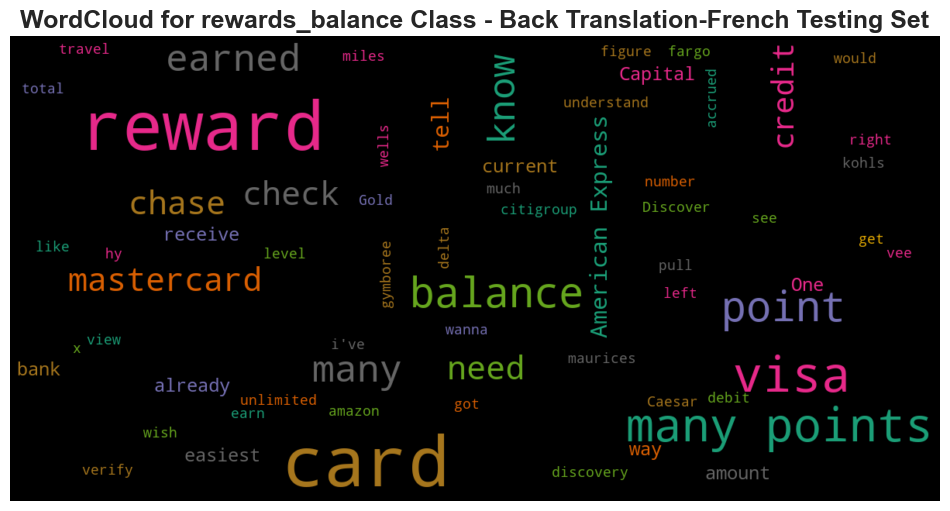 WordCloud for rewards_balance Class - Back Translation-French Testing Set
travel
earned
miles
know
figure
fargo
credit
would
total
reward
tell
Capital
understand
accrued
wells
right
kohls
current
American Express
chase
check
Gold
much
number
citigroup
Discover
see
receive
like
hy
level
gymboree
delta
get
vee
mastercard
balance
pull
left
One
point
wanna
x
view
i've
many
need
maurices
visa
bank
already
unlimited
earn
amazon
got
Caesar
debit
wish
many points
way
verify
easiest
card
discovery
amount